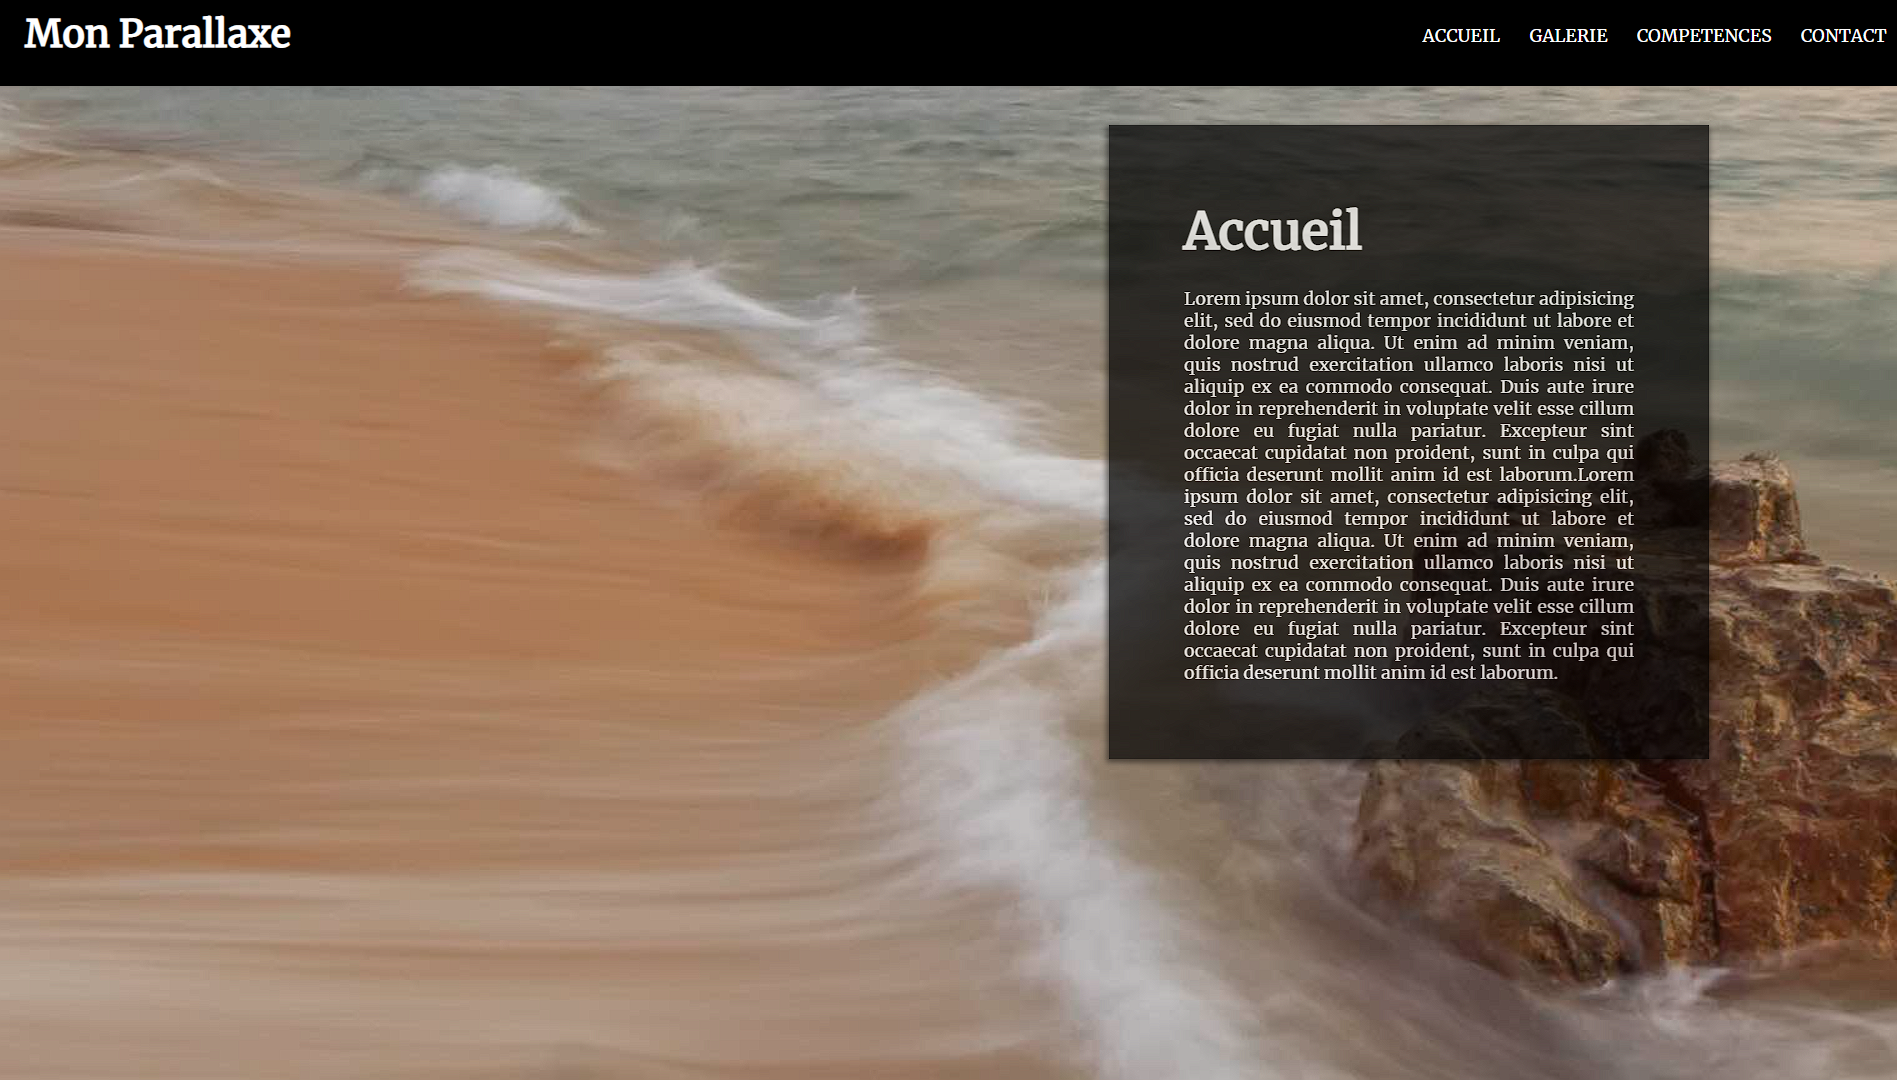 Mon Parallaxe
ACCUEIL GALERIE COMPETENCES CONTACT
Accueil
Lorem ipsum dolor sit amet, consectetur adipisicing
elit, sed do eiusmod tempor incididunt ut labore et
dolore magna aliqua. Ut enim ad minim veniam,
quis nostrud exercitation ullamco laboris nisi ut
aliquip ex ea commodo consequat. Duis aute irure
dolor in reprehenderit in voluptate velit esse cillum
dolore eu fugiat nulla pariatur. Excepteur sint
occaecat cupidatat non proident, sunt in culpa qui
officia deserunt mollit anim id est laborum.Lorem
ipsum dolor sit amet, consectetur adipisicing elit,
sed do eiusmod tempor incididunt ut labore et
dolore magna aliqua. Ut enim ad minim veniam,
quis nostrud exercitation ullamco laboris nisi ut
aliquip ex ea commodo consequat. Duis aute irure
dolor in reprehenderit in voluptate velit esse cillum
dolore eu fugiat nulla pariatur. Excepteur sint
occaecat cupidatat non proident, sunt in culpa qui
officia deserunt mollit anim id est laborum.